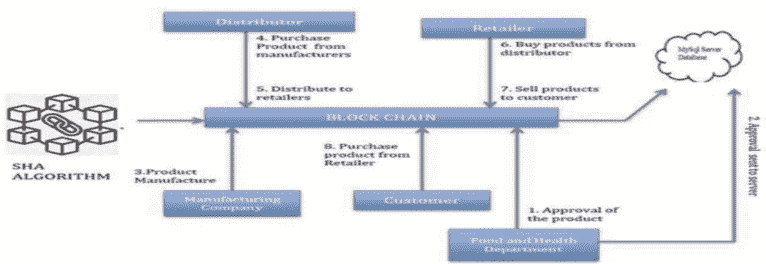 Distributor
Retailer
4. Purchase
Product from
manufacturers
6. Buy products from
distributor
MySql Server
Database
5. Distribute to
retailers
7. Sell products
to customer
BLOCK CHAIN
SHA
ALGORITHM
3.Product
Manufacture
8. Purchase
product from
Retailer
2. Approval sent to server
Manufacturing
Company
Customer
1. Approval of
the product
Food and Health
Department